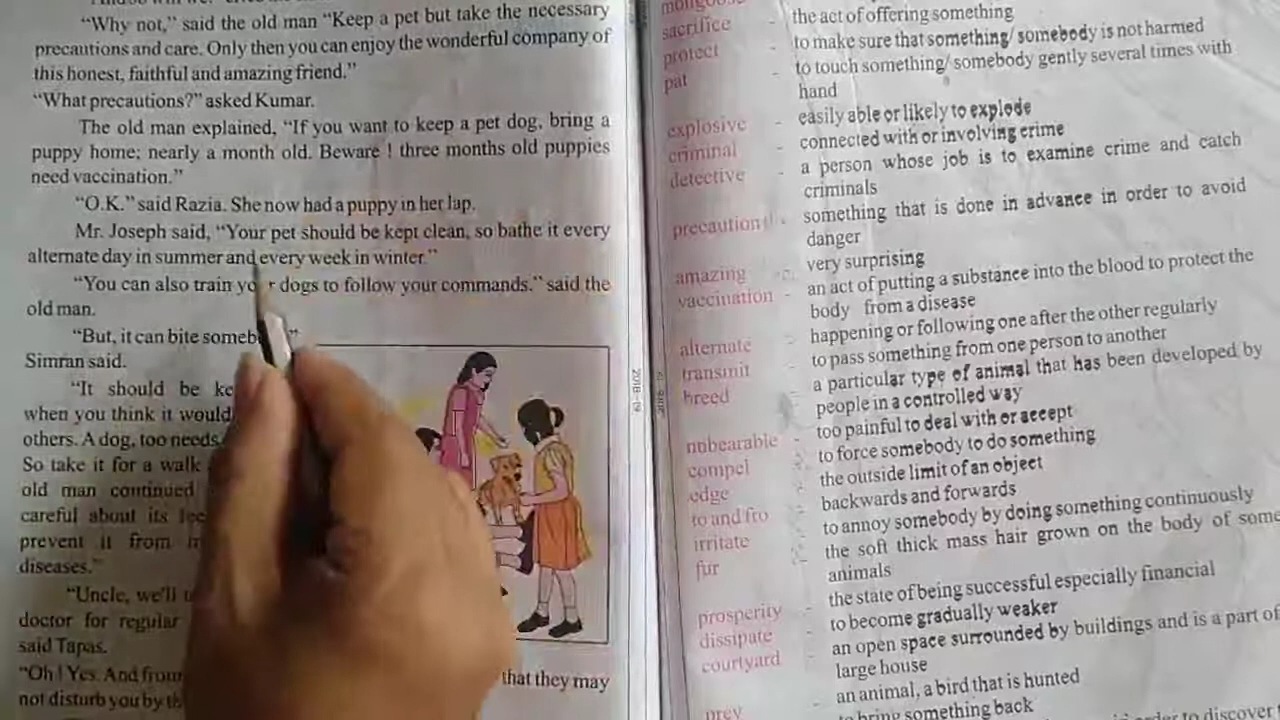 "Why not," said the old man "Keep a pet but take the necessary
precautions and care. Only then you can enjoy the wonderful company of
this honest, faithful and amazing friend."
"What precautions?" asked Kumar.
The old man explained, "If you want to keep a pet dog, bring a
puppy home; nearly a month old. Beware ! three months old puppies
need vaccination."
"O.K." said Razia. She now had a puppy in her lap.
Mr. Joseph said, "Your pet should be kept clean, so bathe it every
alternate day in summer and every week in winter."
"You can also train dogs to follow your commands." said the
old man.
"But, it can bite
Simran said.
"It should be
when you think it would
others. A dog, too needs
So take it for a walk
old man continued
careful about its
prevent it from
diseases."
"Uncle, we'll
doctor for regular
said Tapas.
"Oh ! Yes. And from that they may
not disturb you by
2018-19
mongoose
sacrifice - the act of offering something
protect - to make sure that something/ somebody is not harmed
pat - to touch something/ somebody gently several times with
hand
explosive - easily able or likely to explode
criminal - connected with or involving crime
detective - a person whose job is to examine crime and catch
criminals
precaution - something that is done in advance in order to avoid
danger
amazing - very surprising
vaccination - an act of putting a substance into the blood to protect the
body from a disease
alternate - happening or following one after the other regularly
transmit - to pass something from one person to another
breed - a particular type of animal that has been developed by
people in a controlled way
unbearable - too painful to deal with or accept
compel - to force somebody to do something
edge - the outside limit of an object
to and fro - backwards and forwards
irritate - to annoy somebody by doing something continuously
fur - the soft thick mass hair grown on the body of some
animals
prosperity - the state of being successful especially financial
dissipate - to become gradually weaker
courtyard - an open space surrounded by buildings and is a part of
large house
prey - an animal, a bird that is hunted
to bring something back
order to discover